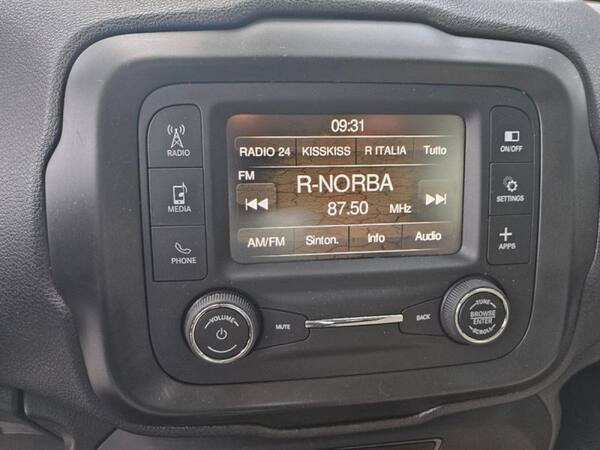 09:31
RADIO 24 KISSKISS R ITALIA Tutto
FM
R-NORBA
87.50 MHz
AM/FM Sinton. Info Audio
RADIO
MEDIA
PHONE
ON/OFF
SETTINGS
APPS
VOLUME
MUTE
BACK
TUNE
BROWSE
ENTER
SCROLL